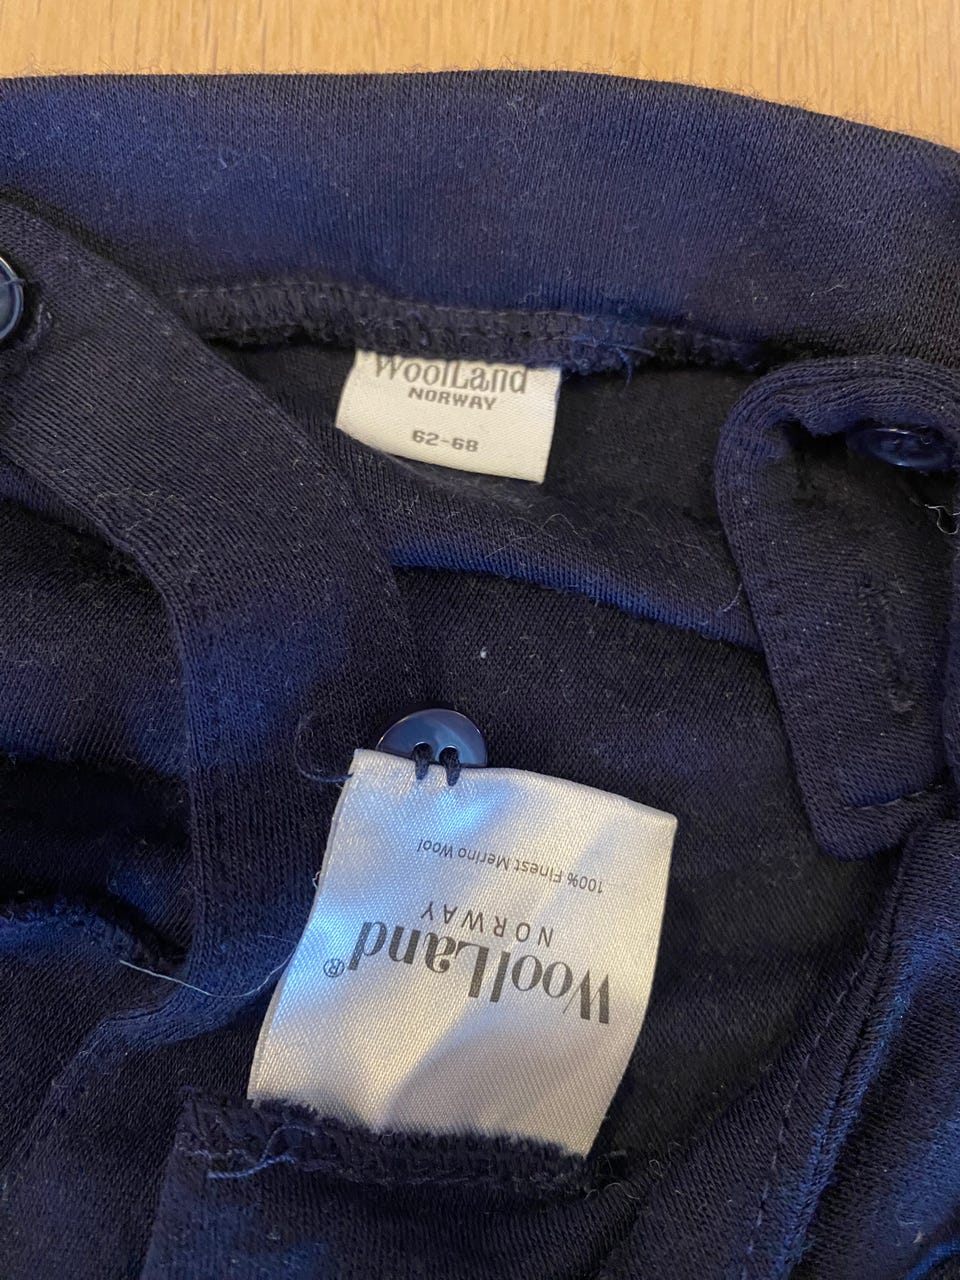 WoolLand
NORWAY
62-68
WoolLand®
NORWAY
100% Finest Merino Wool